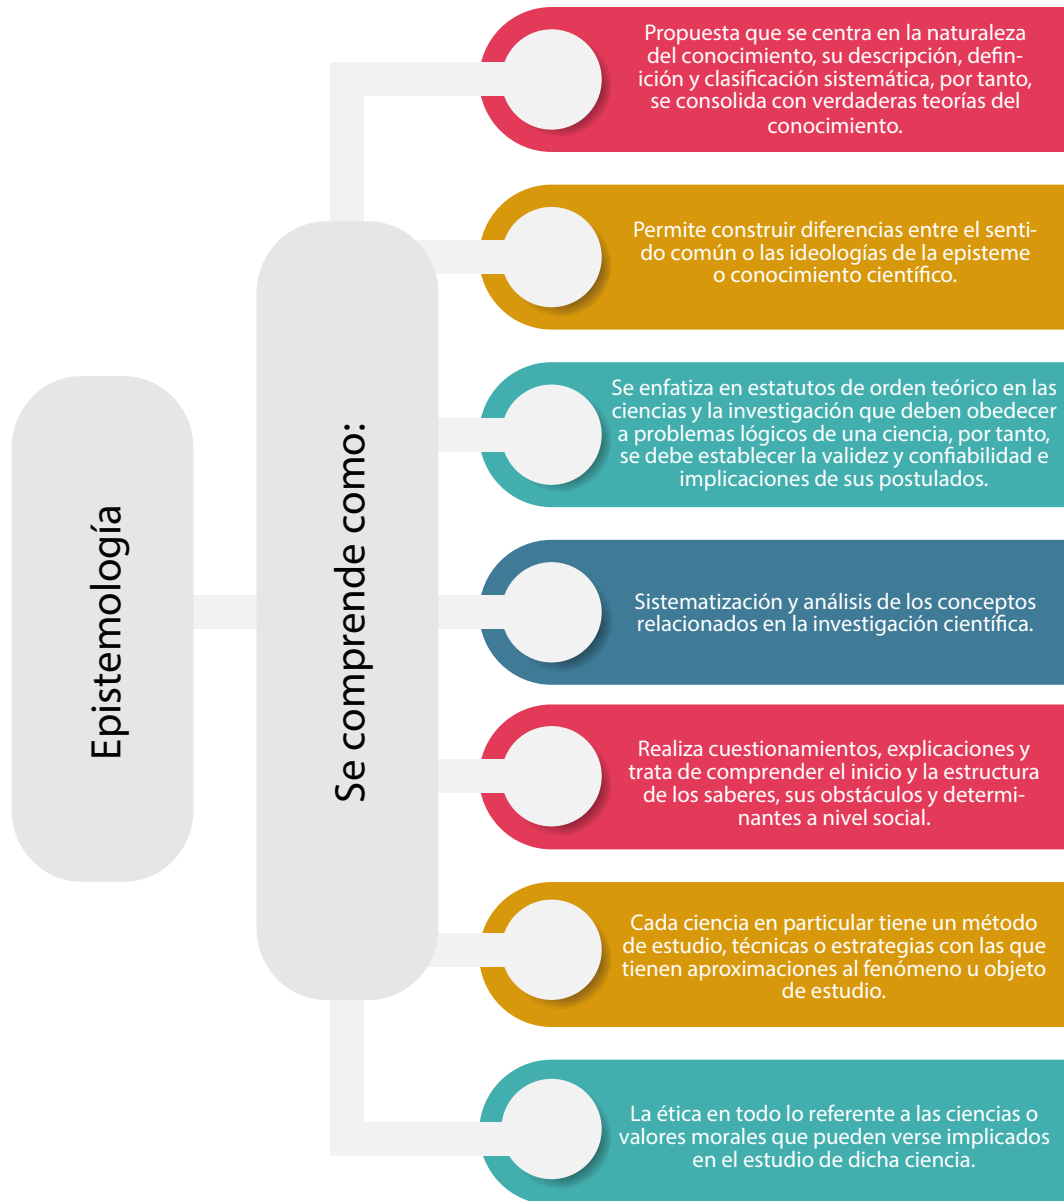 Epistemología
Se comprende como:
Propuesta que se centra en la naturaleza
del conocimiento, su descripción, defin-
ición y clasificación sistemática, por tanto,
se consolida con verdaderas teorías del
conocimiento.
Permite construir diferencias entre el senti-
do común o las ideologías de la episteme
o conocimiento científico.
Se enfatiza en estatutos de orden teórico en las
ciencias y la investigación que deben obedecer
a problemas lógicos de una ciencia, por tanto,
se debe establecer la validez y confiabilidad e
implicaciones de sus postulados.
Sistematización y análisis de los conceptos
relacionados en la investigación científica.
Realiza cuestionamientos, explicaciones y
trata de comprender el inicio y la estructura
de los saberes, sus obstáculos y determi-
nantes a nivel social.
Cada ciencia en particular tiene un método
de estudio, técnicas o estrategias con las que
tienen aproximaciones al fenómeno u objeto
de estudio.
La ética en todo lo referente a las ciencias o
valores morales que pueden verse implicados
en el estudio de dicha ciencia.